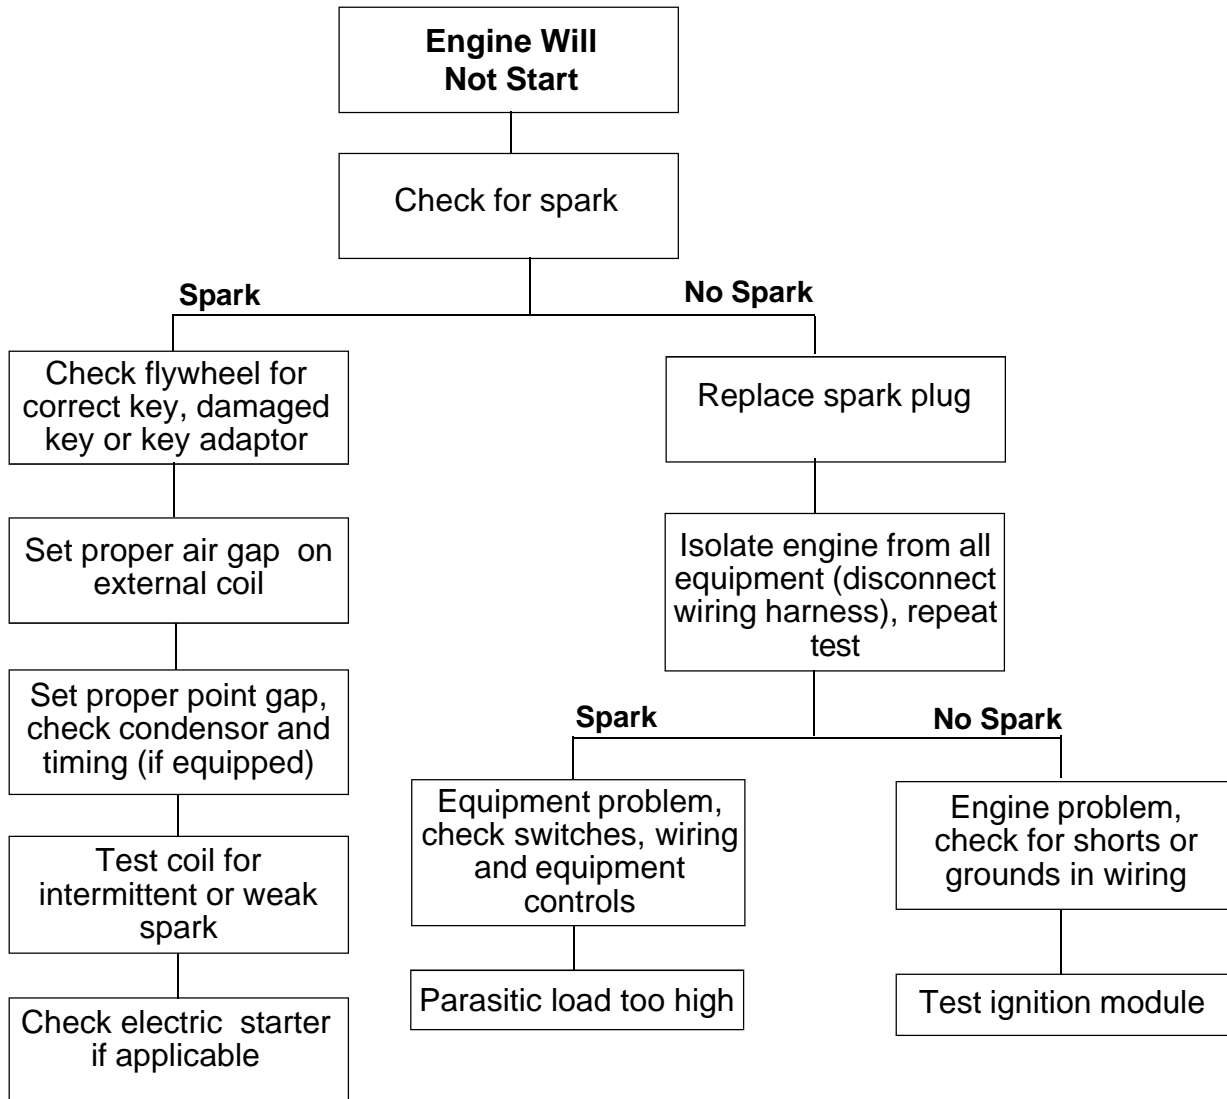 Engine Will
Not Start
Check for spark
Spark
No Spark
Check flywheel for
correct key, damaged
key or key adaptor
Set proper air gap  on
external coil
Set proper point gap,
check condensor and
timing (if equipped)
Test coil for
intermittent or weak
spark
Check electric  starter
if applicable
Replace spark plug
Isolate engine from all
equipment (disconnect
wiring harness), repeat
test
Spark
No Spark
Equipment problem,
check switches, wiring
and equipment
controls
Parasitic load too high
Engine problem,
check for shorts or
grounds in wiring
Test ignition module